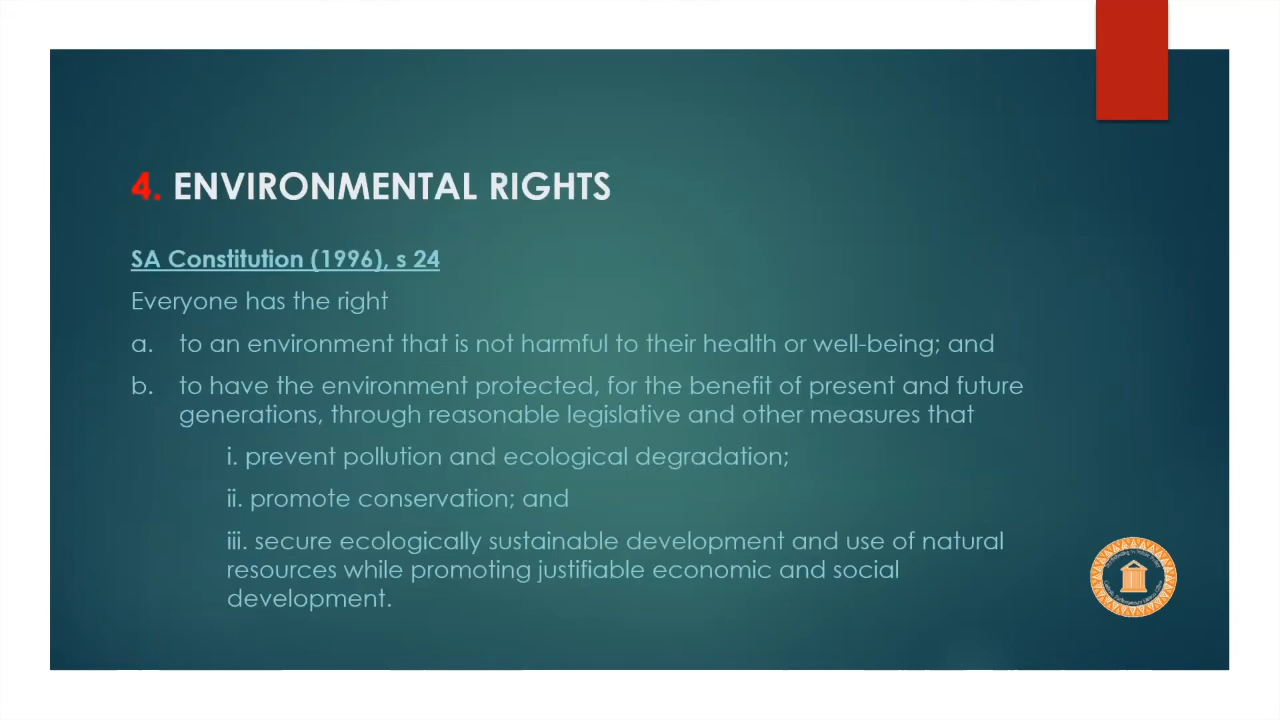 4. ENVIRONMENTAL RIGHTS
SA Constitution (1996), s 24
Everyone has the right
a. to an environment that is not harmful to their health or well-being; and
b. to have the environment protected, for the benefit of present and future
generations, through reasonable legislative and other measures that
i. prevent pollution and ecological degradation;
ii. promote conservation; and
iii. secure ecologically sustainable development and use of natural
resources while promoting justifiable economic and social
development.